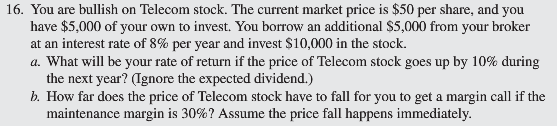 16. You are bullish on Telecom stock. The current market price is $50 per share, and you
have $5,000 of your own to invest. You borrow an additional $5,000 from your broker
at an interest rate of 8% per year and invest $10,000 in the stock.
a. What will be your rate of return if the price of Telecom stock goes up by 10% during
the next year? (Ignore the expected dividend.)
b. How far does the price of Telecom stock have to fall for you to get a margin call if the
maintenance margin is 30%? Assume the price fall happens immediately.